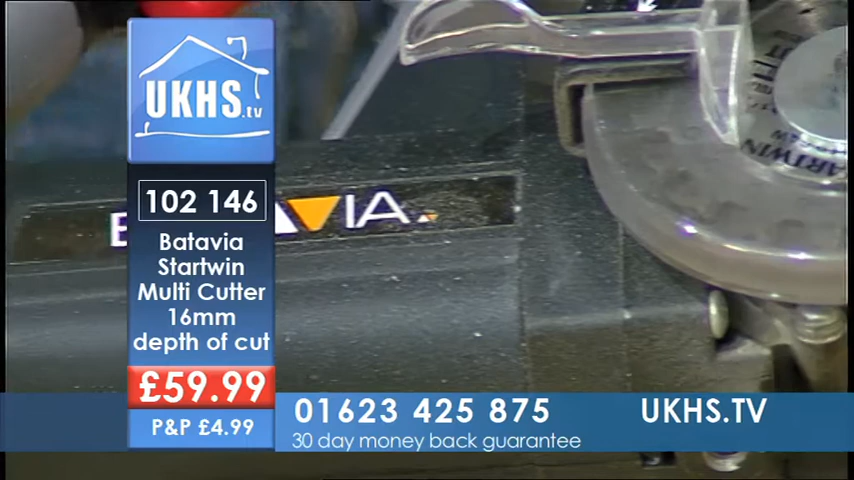 UKHS.tv
102 146
Batavia
Startwin
Multi Cutter
16mm
depth of cut
£59.99
P&P £4.99
01623 425 875
UKHS.TV
30 day money back guarantee